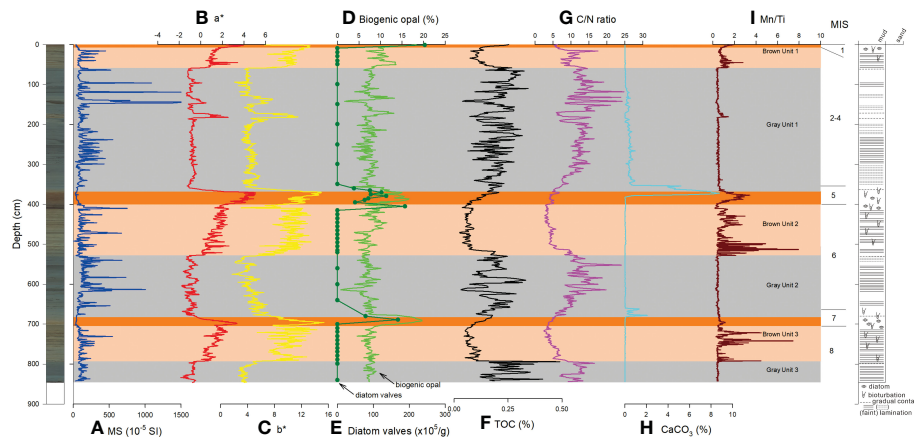 B a*
-4 0 4 6
D Biogenic opal (%)
0 5 10 15 20 25
G C/N ratio
0 5 10 15 20 25 30
I Mn/Ti
0 2 4 6 8 10
MIS
mud
sand
Depth (cm)
0
100
200
300
400
500
600
700
800
900
Brown Unit 1
Gray Unit 1
Brown Unit 2
Gray Unit 2
Brown Unit 3
Gray Unit 3
1
2-4
5
6
7
8
biogenic opal
diatom valves
diatom
bioturbation
gradual conta
(faint) lamination
0 500 1000 1500
A MS (10⁻⁵ SI)
-4 0 4 8 12 16
C b*
0 100 200 300
E Diatom valves (x10⁵/g)
0.00 0.25 0.50
F TOC (%)
0 2 4 6 8 10
H CaCO₃ (%)